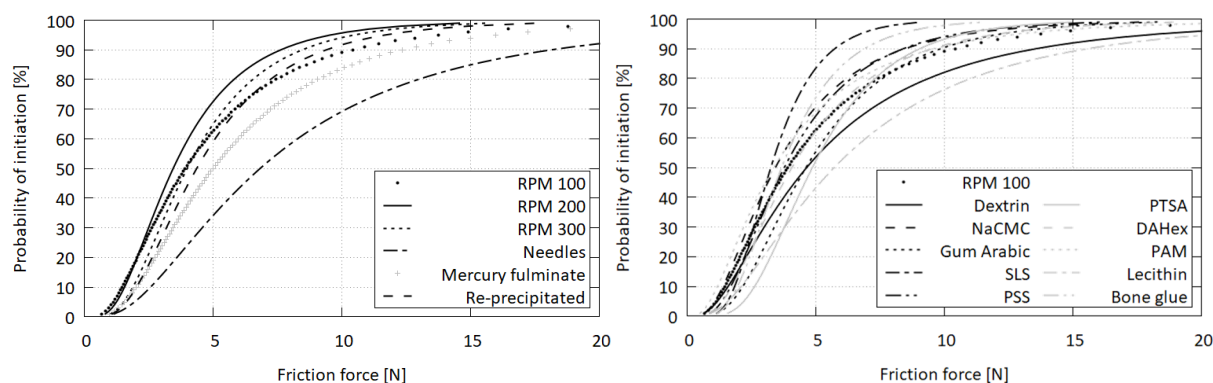 Probability of initiation [%]
100
90
80
70
60
50
40
30
20
10
0
RPM 100
RPM 200
RPM 300
Needles
Mercury fulminate
Re-precipitated
0 5 10 15 20
Friction force [N]
Probability of initiation [%]
100
90
80
70
60
50
40
30
20
10
0
RPM 100
Dextrin PTSA
NaCMC DAHex
Gum Arabic PAM
SLS Lecithin
PSS Bone glue
0 5 10 15 20
Friction force [N]